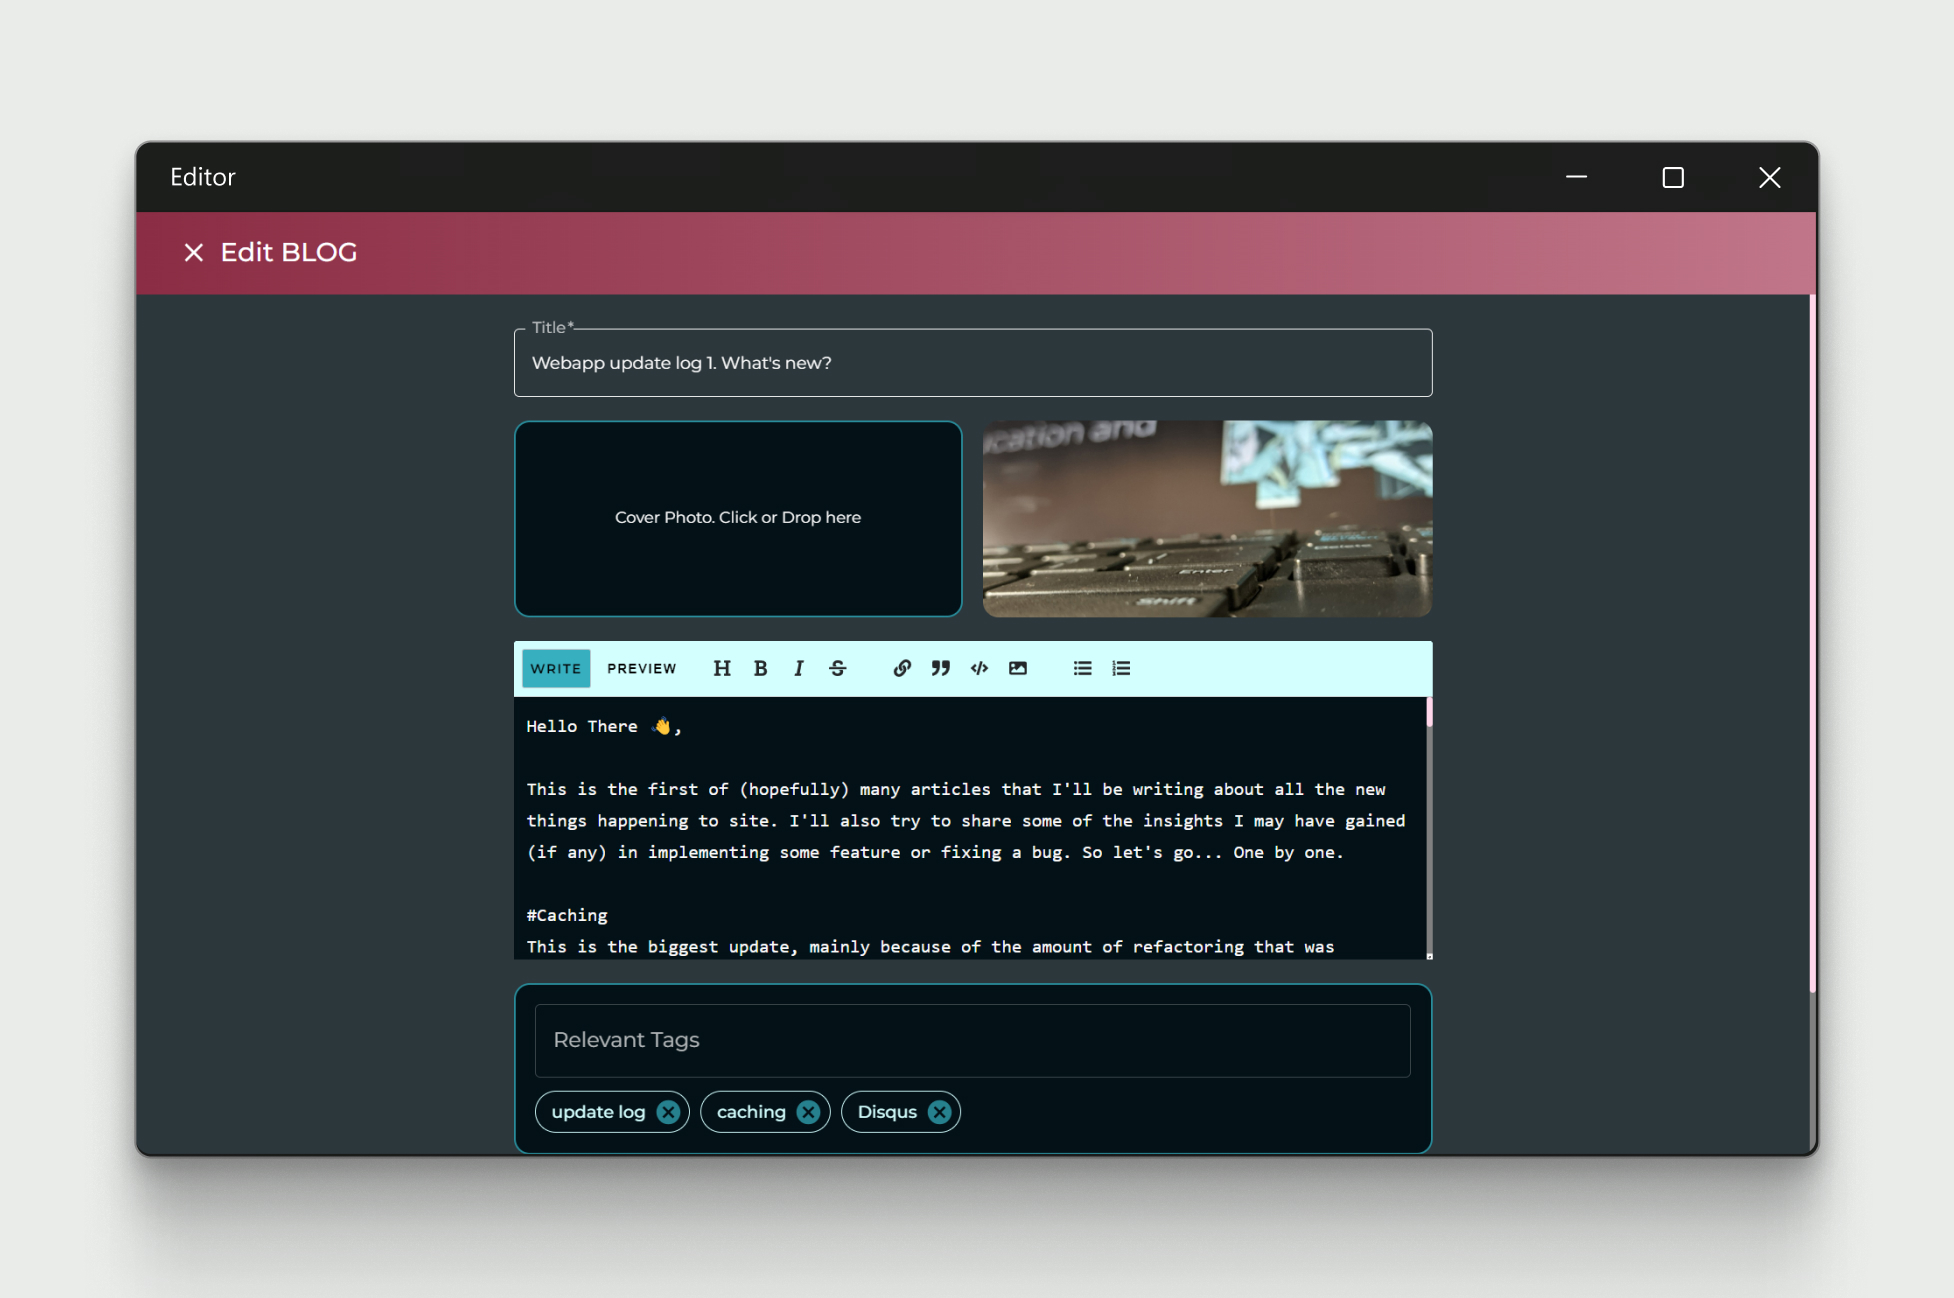 Editor
Edit BLOG
Title*
Webapp update log 1. What's new?
ication and
Cover Photo. Click or Drop here
Delete
Enter
Shift
WRITE PREVIEW H B I S
Hello There 👋,
This is the first of (hopefully) many articles that I'll be writing about all the new
things happening to site. I'll also try to share some of the insights I may have gained
(if any) in implementing some feature or fixing a bug. So let's go... One by one.
#Caching
This is the biggest update, mainly because of the amount of refactoring that was
Relevant Tags
update log caching Disqus